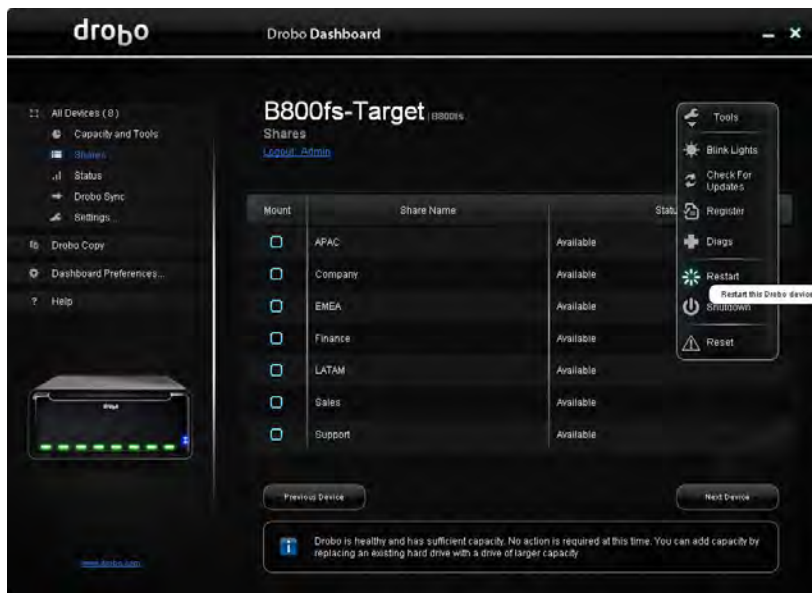 drobo
Drobo Dashboard
All Devices (8)
Capacity and Tools
Shares
Status
Drobo Sync
Settings...
Drobo Copy
Dashboard Preferences...
Help
www.drobo.com
B800fs-Target B800fs
Shares
Logout: Admin
Mount Share Name Statu
APAC Available
Company Available
EMEA Available
Finance Available
LATAM Available
Sales Available
Support Available
Tools
Blink Lights
Check For
Updates
Register
Diags
Restart
Restart this Drobo device
Shutdown
Reset
Previous Device
Next Device
Drobo is healthy and has sufficient capacity. No action is required at this time. You can add capacity by
replacing an existing hard drive with a drive of larger capacity